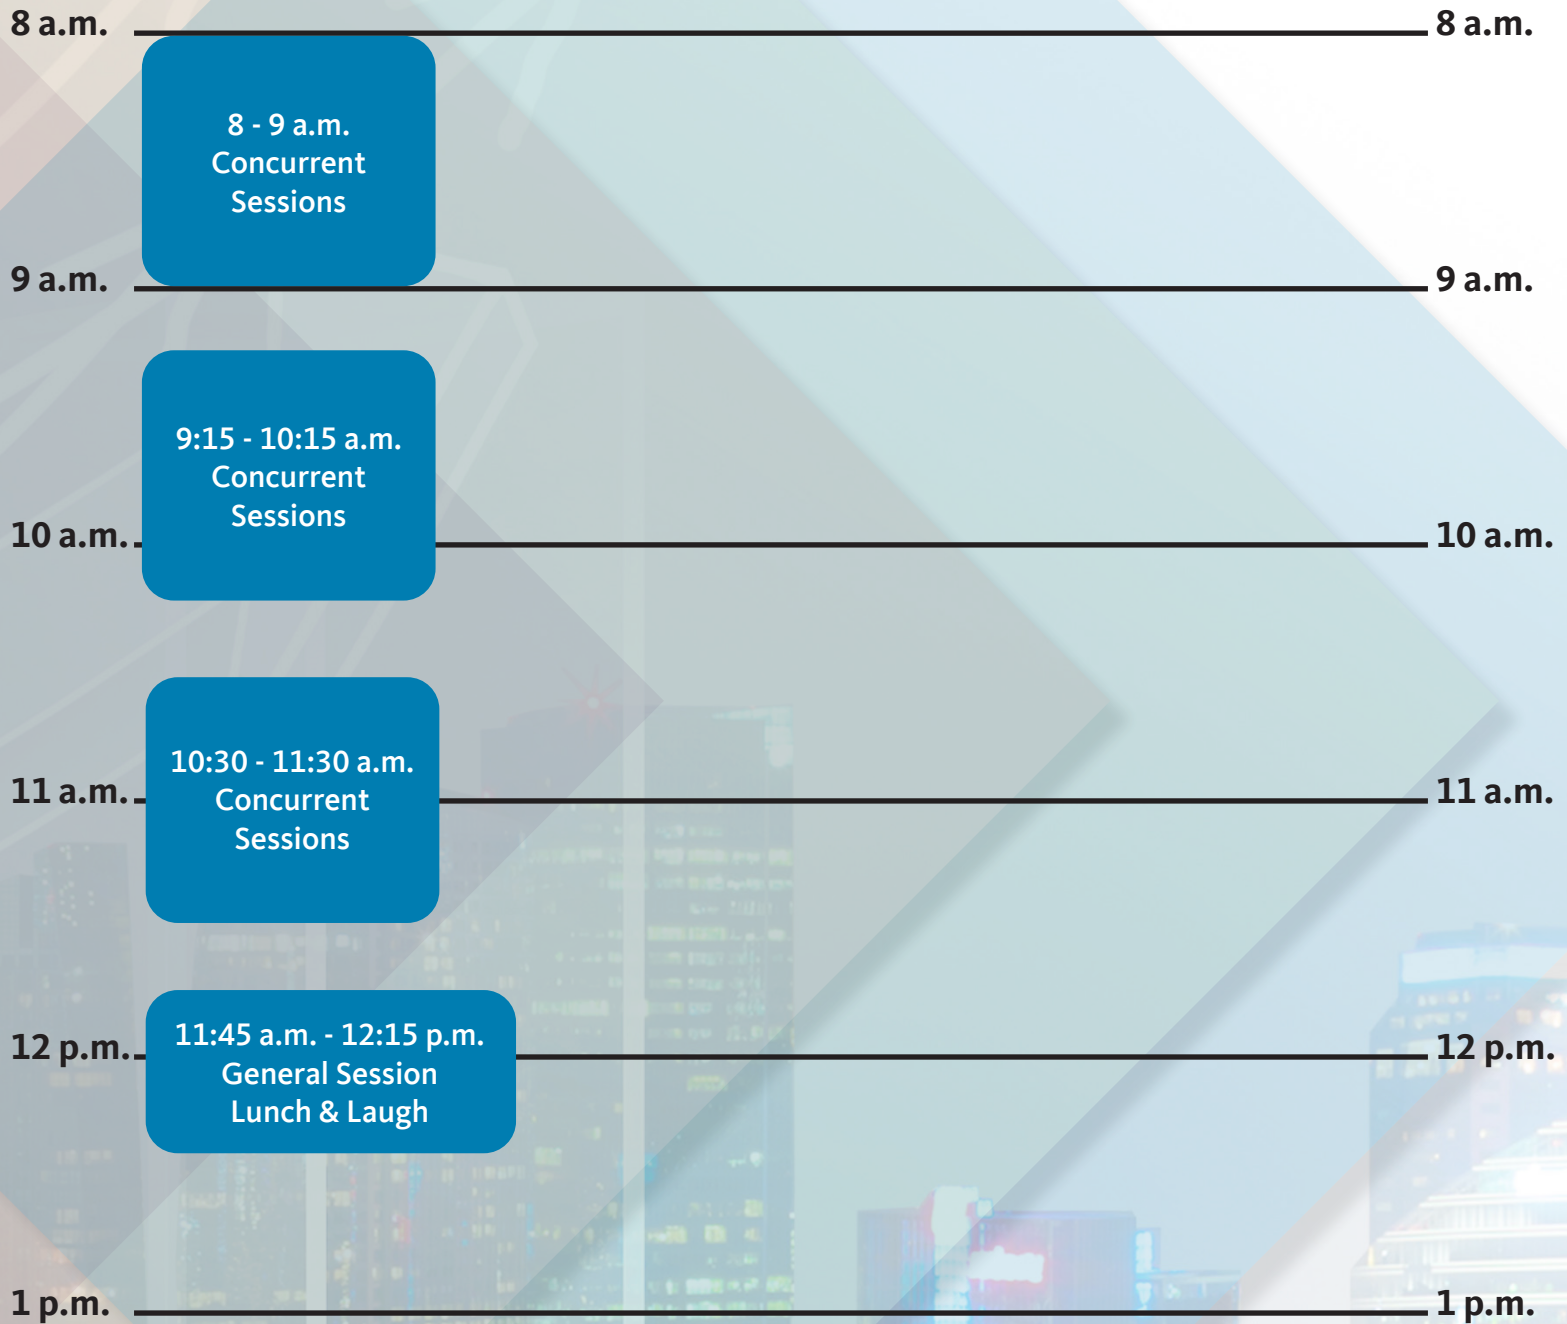 8 a.m.
8 a.m.
8 - 9 a.m.
Concurrent
Sessions
9 a.m.
9 a.m.
9:15 - 10:15 a.m.
Concurrent
Sessions
10 a.m.
10 a.m.
10:30 - 11:30 a.m.
Concurrent
Sessions
11 a.m.
11 a.m.
11:45 a.m. - 12:15 p.m.
General Session
Lunch & Laugh
12 p.m.
12 p.m.
1 p.m.
1 p.m.